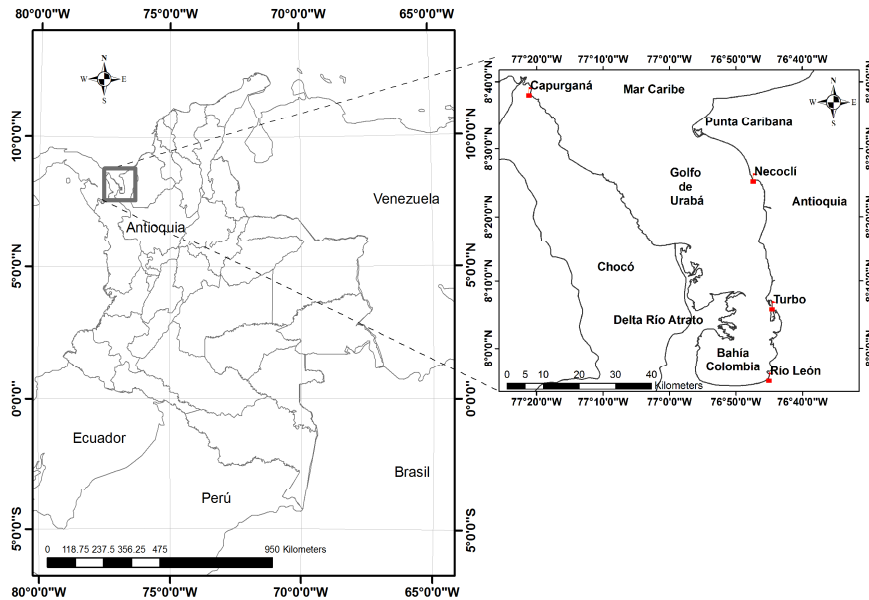 80°0'0"W 75°0'0"W 70°0'0"W 65°0'0"W
N
W E
S
10°0'0"N
5°0'0"N
0°0'0"
5°0'0"S
Venezuela
Antioquia
Ecuador
Perú
Brasil
0 118.75 237.5 356.25 475 950 Kilometers
10°0'0"N
5°0'0"N
0°0'0"
5°0'0"S
80°0'0"W 75°0'0"W 70°0'0"W 65°0'0"W
77°20'0"W 77°10'0"W 76°50'0"W 76°40'0"W
8°40'0"N
8°30'0"N
8°20'0"N
8°10'0"N
8°0'0"N
Capurganá
Mar Caribe
N
W E
S
Punta Caribana
Necoclí
Golfo
de
Urabá
Antioquia
Chocó
Turbo
Delta Río Atrato
Bahía
Colombia
Río León
0 5 10 20 30 40
Kilometers
77°20'0"W 77°10'0"W 76°50'0"W 76°40'0"W